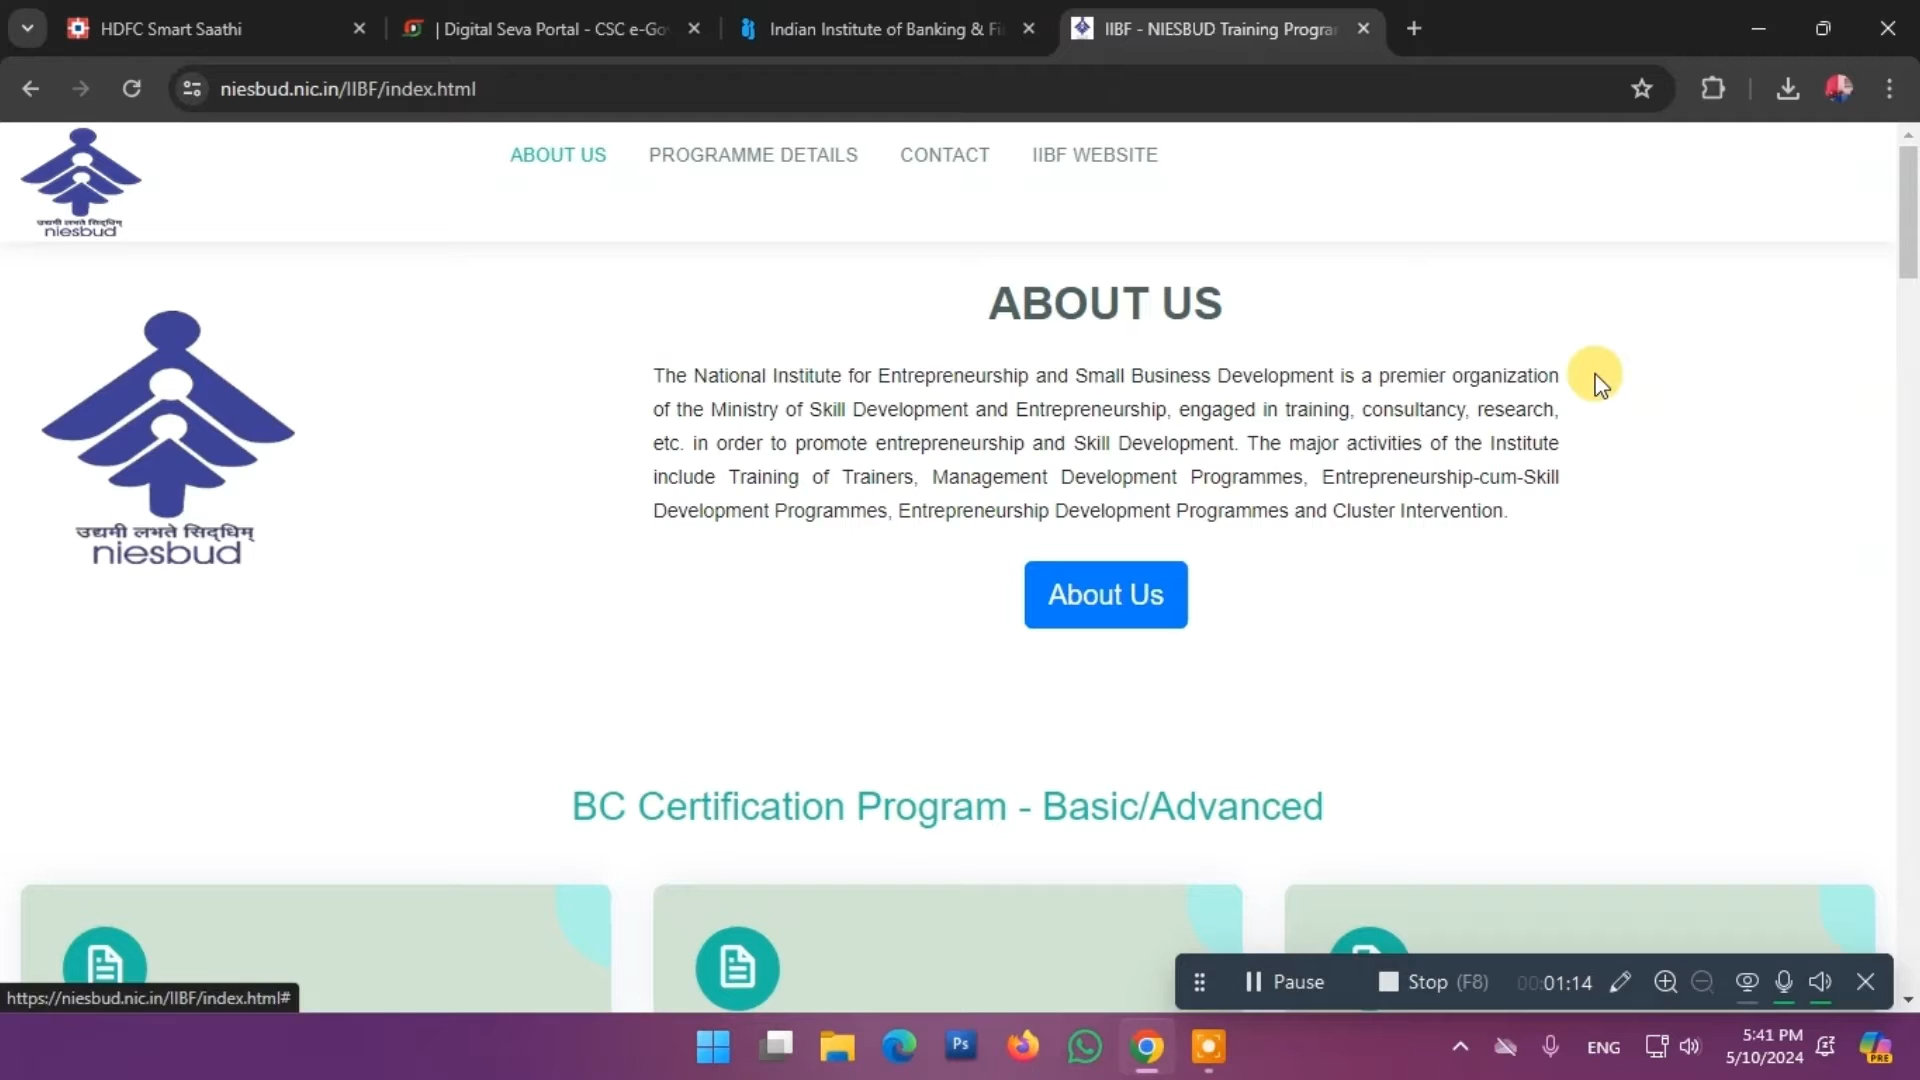 HDFC Smart Saathi
| Digital Seva Portal - CSC e-Go
Indian Institute of Banking & Fi
IIBF - NIESBUD Training Progra
niesbud.nic.in/IIBF/index.html
उद्यमी लभते सिद्धिम्
niesbud
ABOUT US
PROGRAMME DETAILS
CONTACT
IIBF WEBSITE
ABOUT US
The National Institute for Entrepreneurship and Small Business Development is a premier organization
of the Ministry of Skill Development and Entrepreneurship, engaged in training, consultancy, research,
etc. in order to promote entrepreneurship and Skill Development. The major activities of the Institute
include Training of Trainers, Management Development Programmes, Entrepreneurship-cum-Skill
Development Programmes, Entrepreneurship Development Programmes and Cluster Intervention.
उद्यमी लभते सिद्धिम्
niesbud
About Us
BC Certification Program - Basic/Advanced
https://niesbud.nic.in/IIBF/index.html#
Pause
Stop (F8)
00:01:14
Ps
ENG
5:41 PM
5/10/2024
PRE